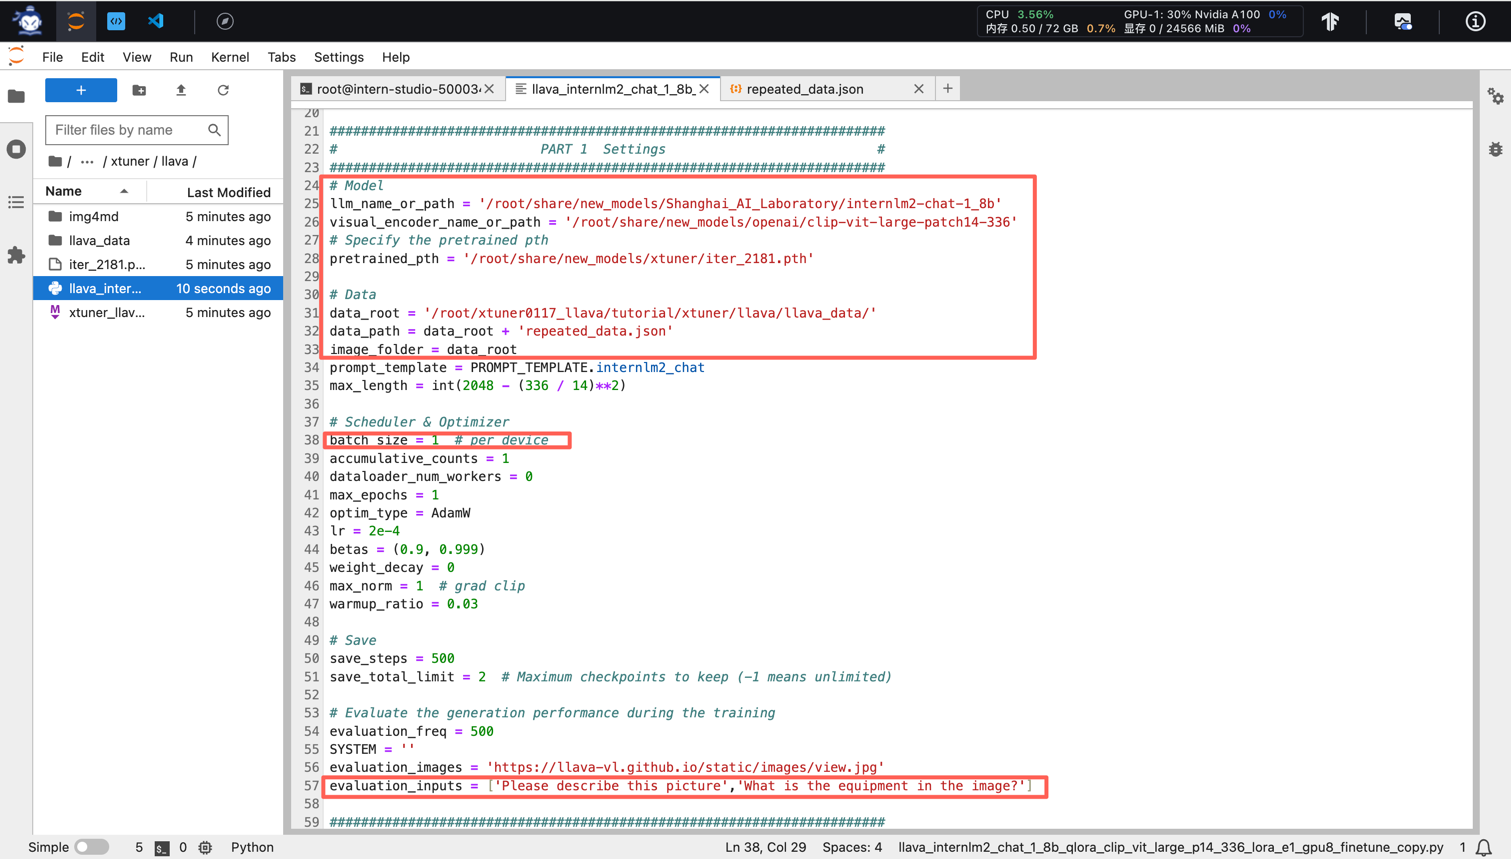 CPU 3.56% GPU-1: 30% Nvidia A100 0%
内存 0.50 / 72 GB 0.7% 显存 0 / 24566 MiB 0%
File Edit View Run Kernel Tabs Settings Help
root@intern-studio-50003
llava_internlm2_chat_1_8b_
repeated_data.json
Filter files by name
/ ··· / xtuner / llava /
Name Last Modified
img4md 5 minutes ago
llava_data 4 minutes ago
iter_2181.p... 5 minutes ago
llava_inter... 10 seconds ago
xtuner_llav... 5 minutes ago
20
21 #######################################################################
22 # PART 1 Settings #
23 #######################################################################
24 # Model
25 llm_name_or_path = '/root/share/new_models/Shanghai_AI_Laboratory/internlm2-chat-1_8b'
26 visual_encoder_name_or_path = '/root/share/new_models/openai/clip-vit-large-patch14-336'
27 # Specify the pretrained pth
28 pretrained_pth = '/root/share/new_models/xtuner/iter_2181.pth'
29
30 # Data
31 data_root = '/root/xtuner0117_llava/tutorial/xtuner/llava/llava_data/'
32 data_path = data_root + 'repeated_data.json'
33 image_folder = data_root
34 prompt_template = PROMPT_TEMPLATE.internlm2_chat
35 max_length = int(2048 - (336 / 14)**2)
36
37 # Scheduler & Optimizer
38 batch_size = 1 # per_device
39 accumulative_counts = 1
40 dataloader_num_workers = 0
41 max_epochs = 1
42 optim_type = AdamW
43 lr = 2e-4
44 betas = (0.9, 0.999)
45 weight_decay = 0
46 max_norm = 1 # grad clip
47 warmup_ratio = 0.03
48
49 # Save
50 save_steps = 500
51 save_total_limit = 2 # Maximum checkpoints to keep (-1 means unlimited)
52
53 # Evaluate the generation performance during the training
54 evaluation_freq = 500
55 SYSTEM = ''
56 evaluation_images = 'https://llava-vl.github.io/static/images/view.jpg'
57 evaluation_inputs = ['Please describe this picture','What is the equipment in the image?']
58
59 #######################################################################
Simple 5 0 Python Ln 38, Col 29 Spaces: 4 llava_internlm2_chat_1_8b_qlora_clip_vit_large_p14_336_lora_e1_gpu8_finetune_copy.py 1